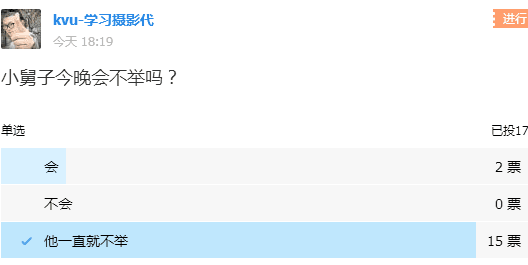 kvu-学习摄影代
进行
今天 18:19
小舅子今晚会不举吗？
单选
已投17
会
2 票
不会
0 票
他一直就不举
15 票